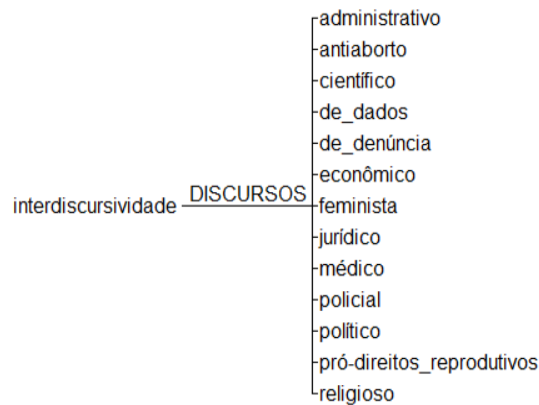 administrativo
antiaborto
científico
de_dados
de_denúncia
econômico
interdiscursividade DISCURSOS feminista
jurídico
médico
policial
político
pró-direitos_reprodutivos
religioso